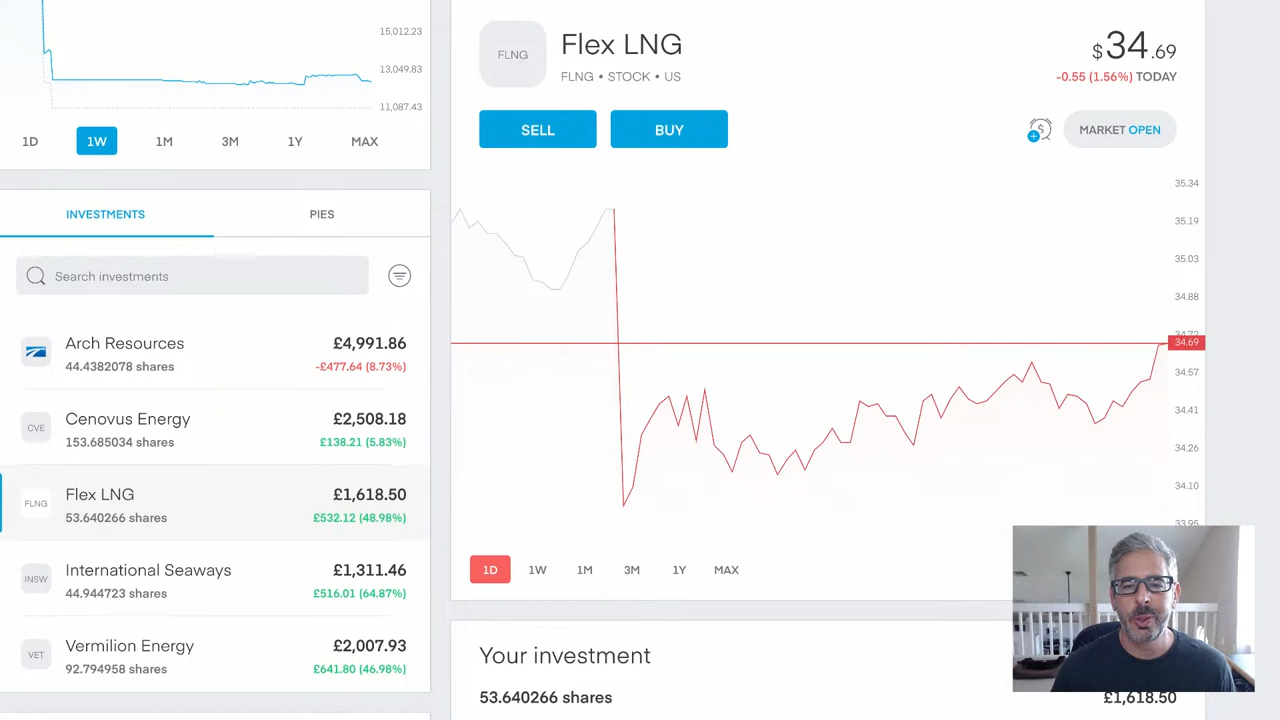 15,012.23
13,049.83
11,087.43
1D 1W 1M 3M 1Y MAX
INVESTMENTS PIES
Search investments
Arch Resources £4,991.86
44.4382078 shares -£477.64 (8.73%)
CVE Cenovus Energy £2,508.18
153.685034 shares £138.21 (5.83%)
FLNG Flex LNG £1,618.50
53.640266 shares £532.12 (48.98%)
INSW International Seaways £1,311.46
44.944723 shares £516.01 (64.87%)
VET Vermilion Energy £2,007.93
92.794958 shares £641.80 (46.98%)
FLNG Flex LNG $34.69
FLNG • STOCK • US -0.55 (1.56%) TODAY
SELL BUY MARKET OPEN
35.34
35.19
35.03
34.88
34.72
34.69
34.57
34.41
34.26
34.10
33.95
1D 1W 1M 3M 1Y MAX
Your investment
53.640266 shares £1,618.50